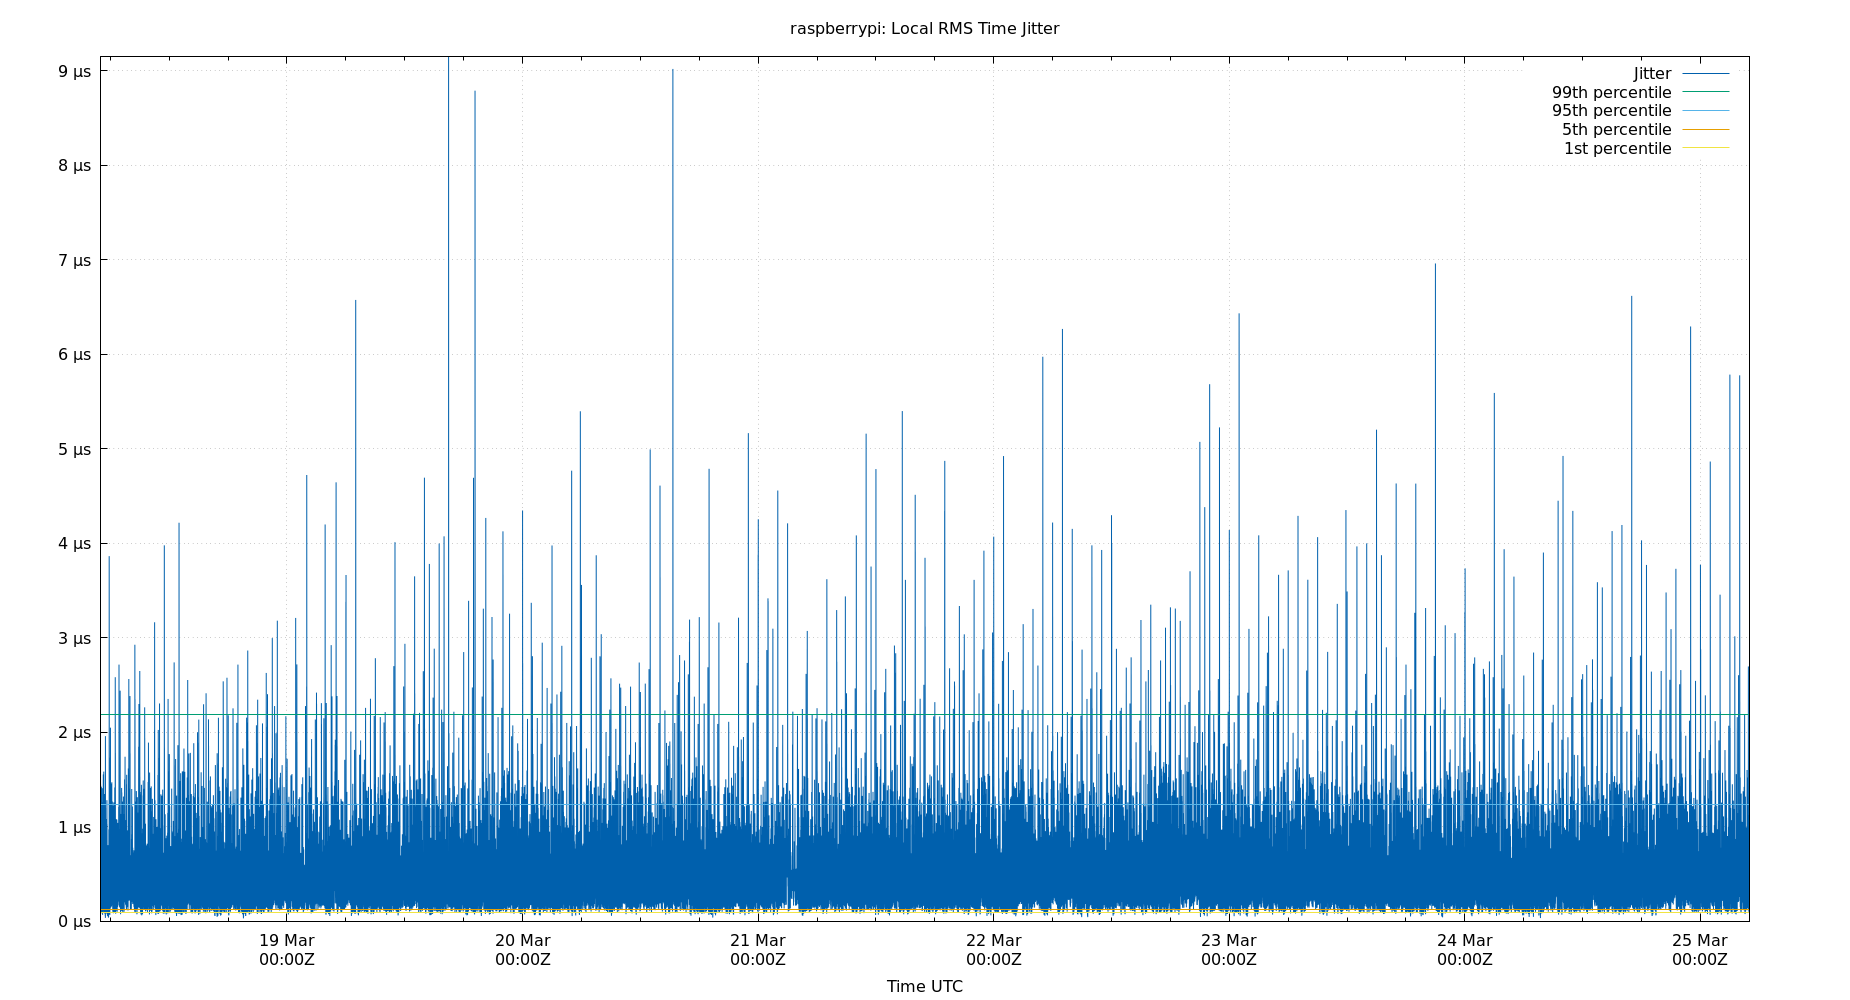 raspberrypi: Local RMS Time Jitter
9 µs
8 µs
7 µs
6 µs
5 µs
4 µs
3 µs
2 µs
1 µs
0 µs
Jitter
99th percentile
95th percentile
5th percentile
1st percentile
19 Mar 20 Mar 21 Mar 22 Mar 23 Mar 24 Mar 25 Mar
00:00Z 00:00Z 00:00Z 00:00Z 00:00Z 00:00Z 00:00Z
Time UTC